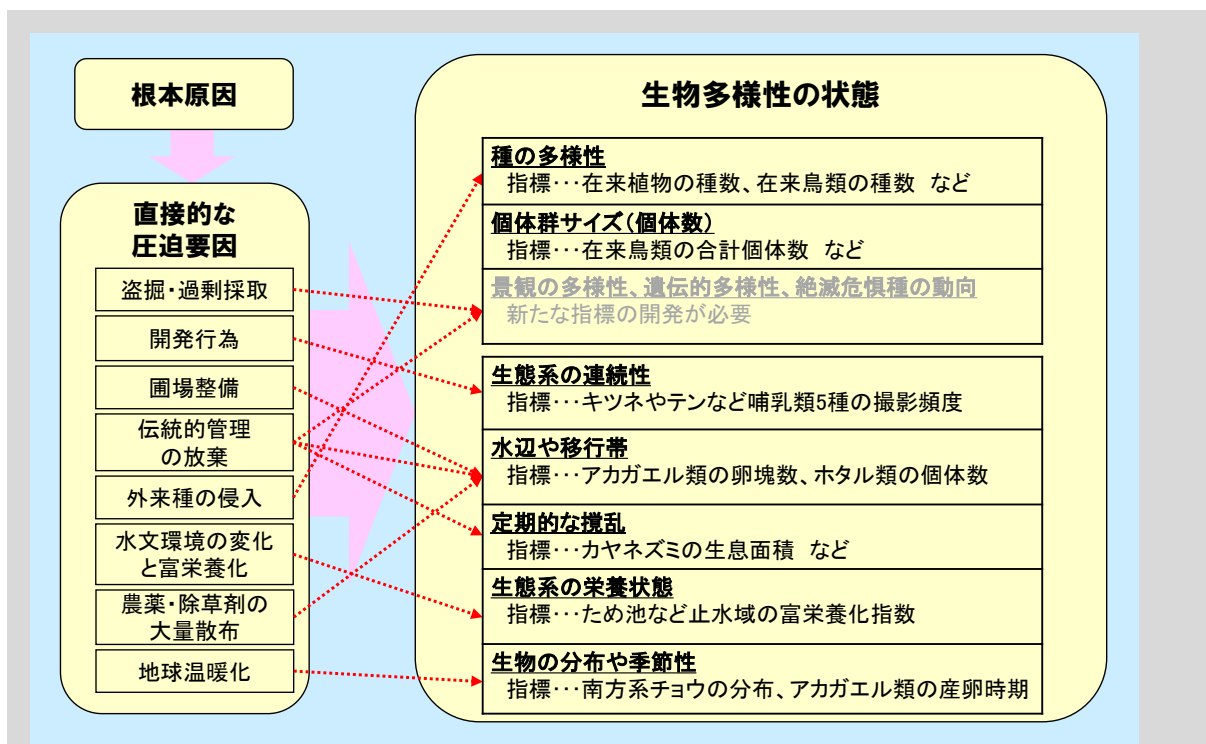 根本原因
直接的な
圧迫要因
盗掘・過剰採取
開発行為
圃場整備
伝統的管理
の放棄
外来種の侵入
水文環境の変化
と富栄養化
農薬・除草剤の
大量散布
地球温暖化
生物多様性の状態
種の多様性
指標･･･在来植物の種数、在来鳥類の種数 など
個体群サイズ（個体数）
指標･･･在来鳥類の合計個体数 など
景観の多様性、遺伝的多様性、絶滅危惧種の動向
新たな指標の開発が必要
生態系の連続性
指標･･･キツネやテンなど哺乳類5種の撮影頻度
水辺や移行帯
指標･･･アカガエル類の卵塊数、ホタル類の個体数
定期的な撹乱
指標･･･カヤネズミの生息面積 など
生態系の栄養状態
指標･･･ため池など止水域の富栄養化指数
生物の分布や季節性
指標･･･南方系チョウの分布、アカガエル類の産卵時期